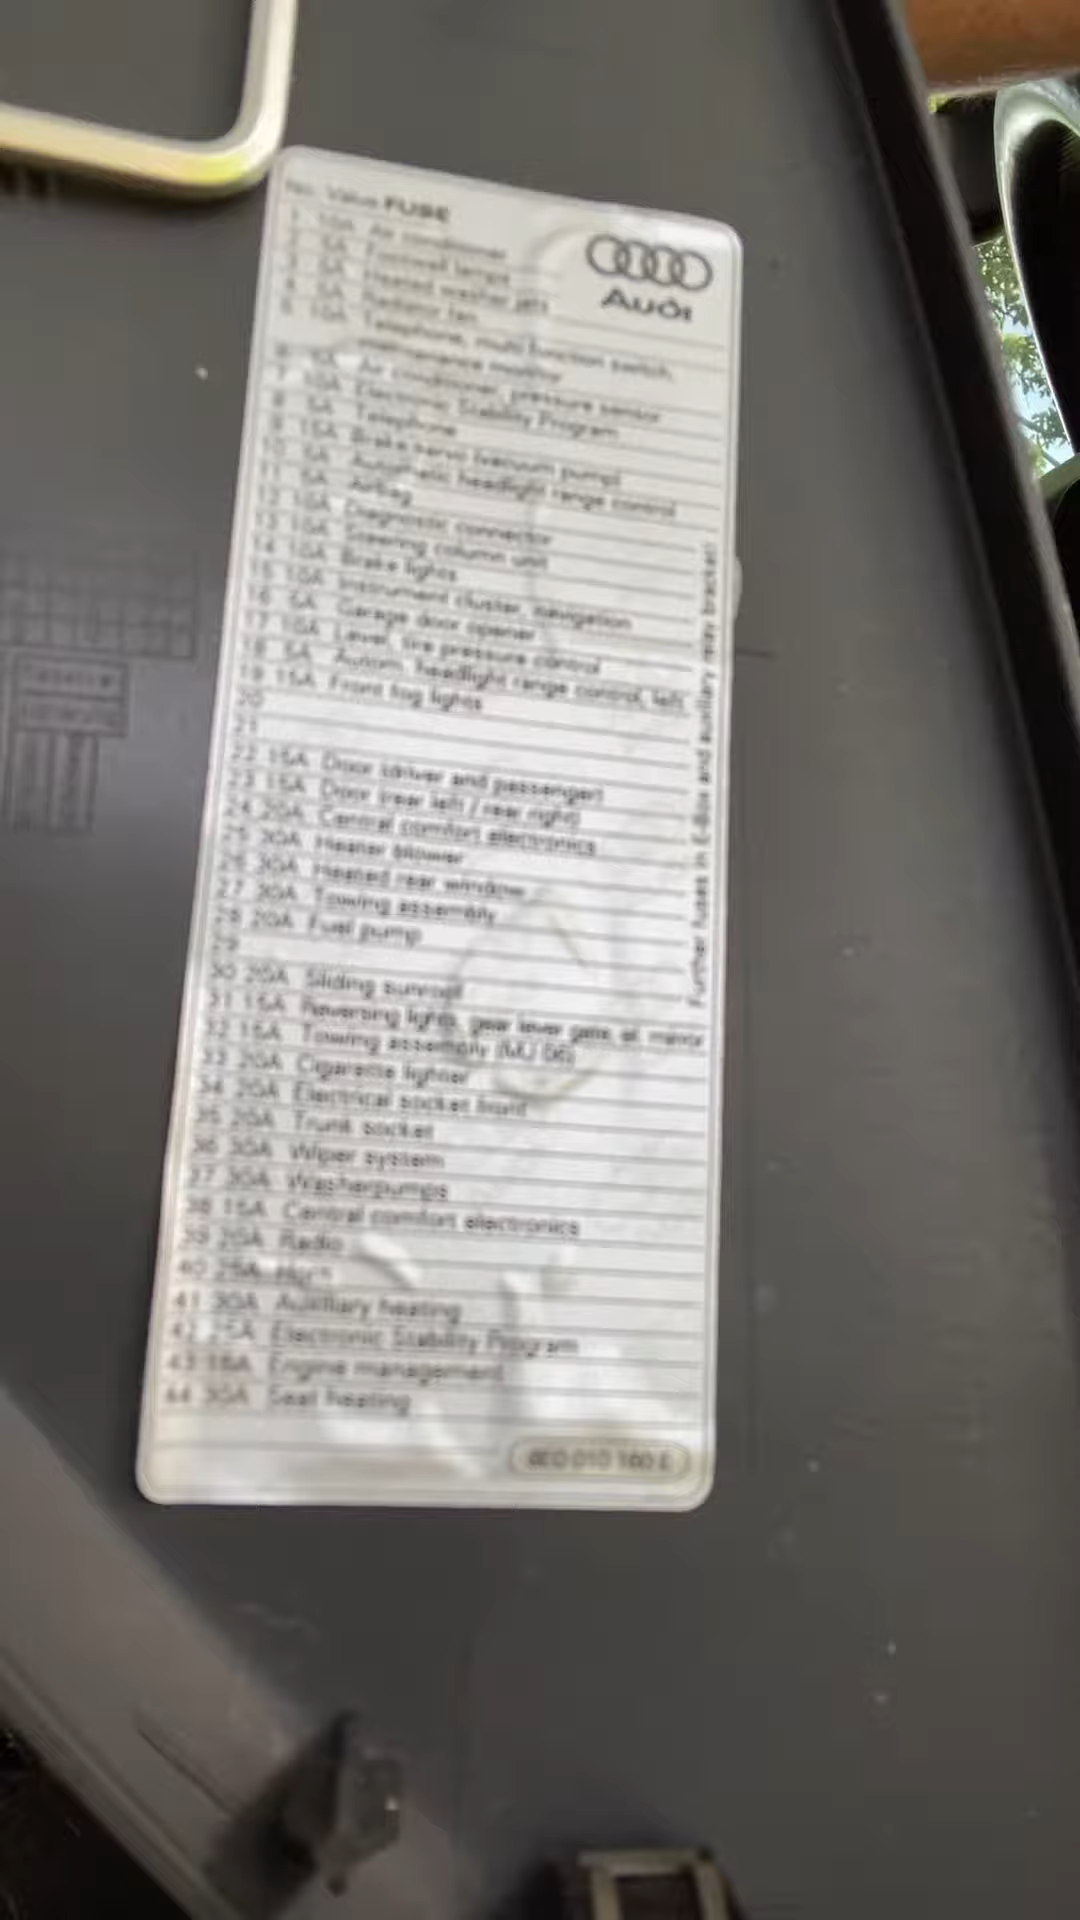 No. Value FUSE
Audi
1 10A Air conditioner
2 5A Footwell lamps
3 5A Heated washer jets
4 5A Radiator fan
5 10A Telephone, multi function switch,
6 5A Air conditioner, pressure sensor
7 10A Electronic Stability Program
8 5A Telephone
9 15A Brake servo (vacuum pump)
10 5A Automatic headlight range control
11 5A Airbag
12 10A Diagnostic connector
13 10A Steering column unit
14 10A Brake lights
15 10A Instrument cluster, navigation
16 5A Garage door opener
17 10A Level, tire pressure control
18 5A Autom. headlight range control, left
19 15A Front fog lights
20
21
22 15A Door (driver and passenger)
23 15A Door (rear left / rear right)
24 20A Central comfort electronics
25 30A Heater blower
26 30A Heated rear window
27 30A Towing assembly
28 20A Fuel pump
29
30 20A Sliding sunroof
31 15A Reversing lights, gear lever gate, el. mirror
32 15A Towing assembly (MJ 06)
33 20A Cigarette lighter
34 20A Electrical socket front
35 20A Trunk socket
36 30A Wiper system
37 30A Washerpumps
38 15A Central comfort electronics
39 20A Radio
40 25A Horn
41 30A Auxiliary heating
42 25A Electronic Stability Program
43 15A Engine management
44 30A Seat heating
Further fuses in E-Box and auxiliary relay bracket!
010 160 E